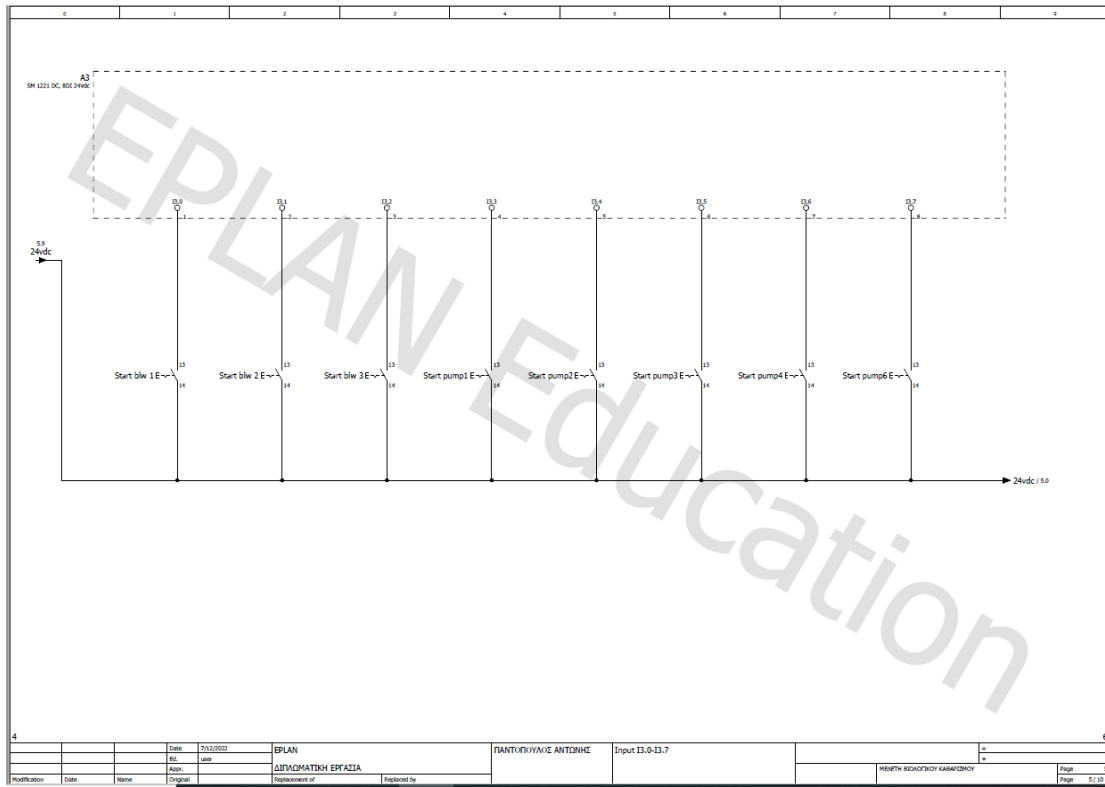 0 1 2 3 4 5 6 7 8 9
A3
SM 1221 DC, 8DI 24vdc
I3,0 I3,1 I3,2 I3,3 I3,4 I3,5 I3,6 I3,7
1 2 3 4 5 6 7 8
5.9
24vdc
13 13 13 13 13 13 13 13
Start blw 1 E Start blw 2 E Start blw 3 E Start pump1 E Start pump2 E Start pump3 E Start pump4 E Start pump6 E
14 14 14 14 14 14 14 14
24vdc / 5.0
EPLAN Education
4 6
Date 7/12/2022 EPLAN ΠΑΝΤΟΠΟΥΛΟΣ ΑΝΤΩΝΗΣ Input I3.0-I3.7 =
Ed. user +
Appr. ΔΙΠΛΩΜΑΤΙΚΗ ΕΡΓΑΣΙΑ ΜΕΛΕΤΗ ΒΙΟΛΟΓΙΚΟΥ ΚΑΘΑΡΙΣΜΟΥ Page
Modification Date Name Original Replacement of Replaced by Page 5 / 10